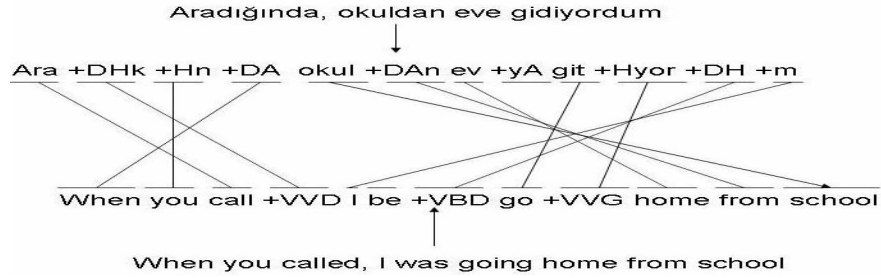 Aradığında, okuldan eve gidiyordum
Ara +DHk +Hn +DA okul +DAn ev +yA git +Hyor +DH +m
When you call +VVD I be +VBD go +VVG home from school
When you called, I was going home from school